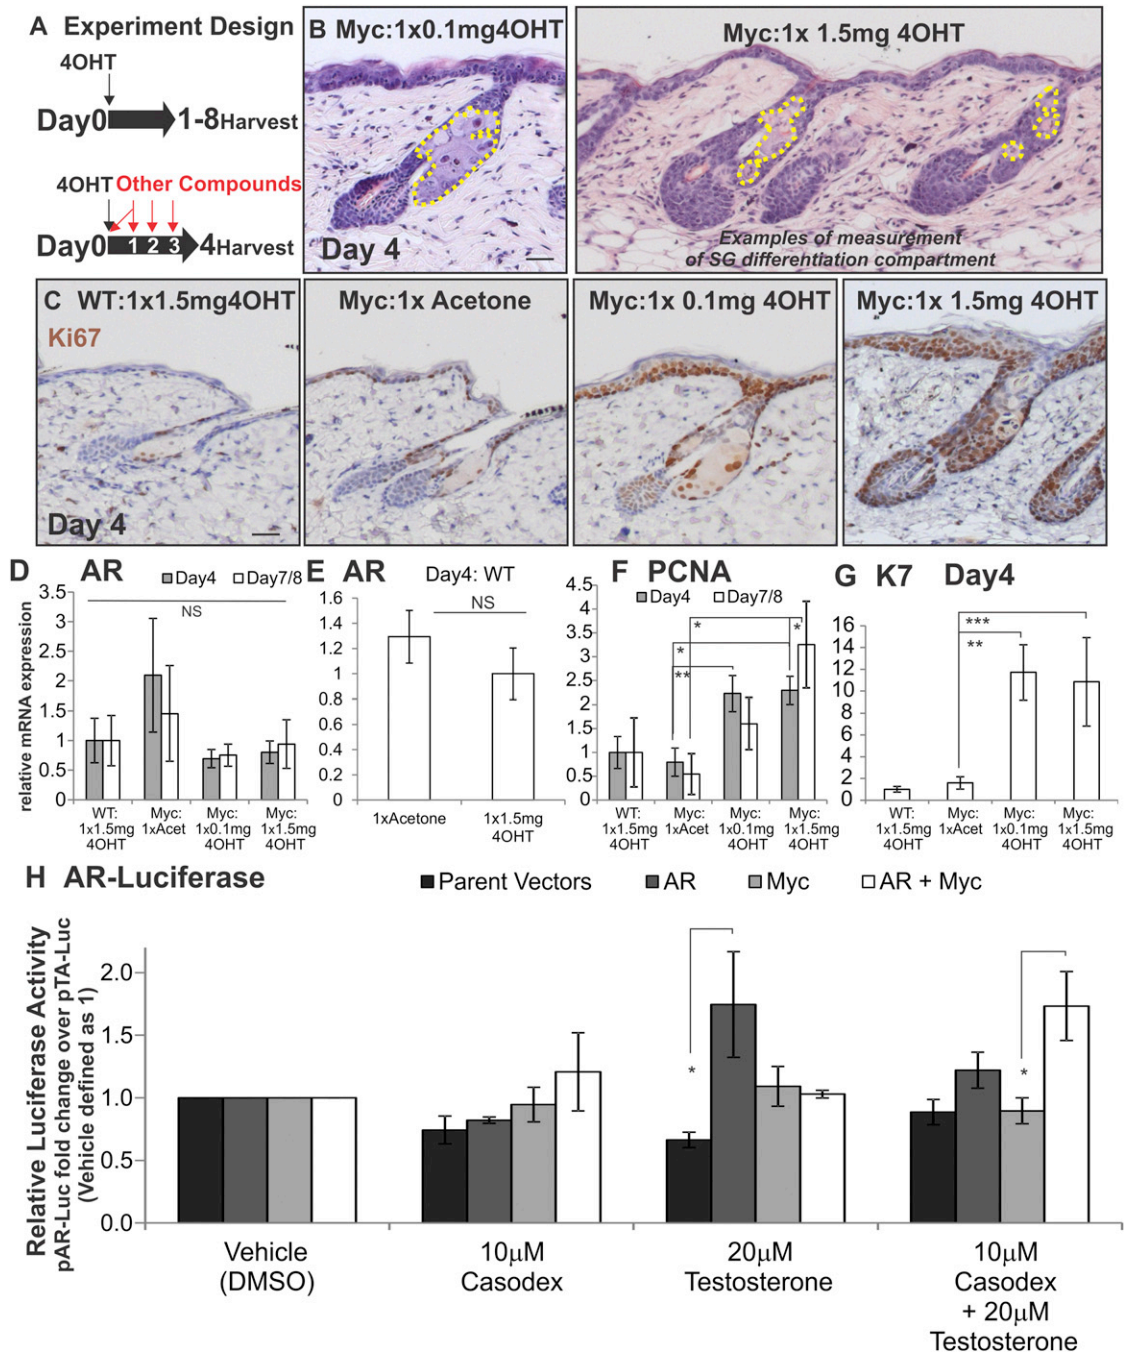 A Experiment Design
4OHT
Day0 1-8Harvest
4OHT Other Compounds
Day0 1 2 3 4Harvest
B Myc:1x0.1mg4OHT
Day 4
Myc:1x 1.5mg 4OHT
Examples of measurement
of SG differentiation compartment
C WT:1x1.5mg4OHT
Ki67
Day 4
Myc:1x Acetone
Myc:1x 0.1mg 4OHT
Myc:1x 1.5mg 4OHT
D AR
Day4 Day7/8
NS
relative mRNA expression
3.5
3
2.5
2
1.5
1
0.5
0
WT: Myc: Myc: Myc:
1x1.5mg 1xAcet 1x0.1mg 1x1.5mg
4OHT 4OHT 4OHT
E AR Day4: WT
NS
1.6
1.4
1.2
1
0.8
0.6
0.4
0.2
0
1xAcetone 1x1.5mg
4OHT
F PCNA
Day4 Day7/8
4.5
4
3.5
3
2.5
2
1.5
1
0.5
0
* *
*
**
WT: Myc: Myc: Myc:
1x1.5mg 1xAcet 1x0.1mg 1x1.5mg
4OHT 4OHT 4OHT
G K7 Day4
16
14
12
10
8
6
4
2
0
***
**
WT: Myc: Myc: Myc:
1x1.5mg 1xAcet 1x0.1mg 1x1.5mg
4OHT 4OHT 4OHT
H AR-Luciferase
Parent Vectors AR Myc AR + Myc
Relative Luciferase Activity
pAR-Luc fold change over pTA-Luc
(Vehicle defined as 1)
2.0
1.5
1.0
0.5
0.0
*
*
Vehicle
(DMSO)
10µM
Casodex
20µM
Testosterone
10µM
Casodex
+ 20µM
Testosterone